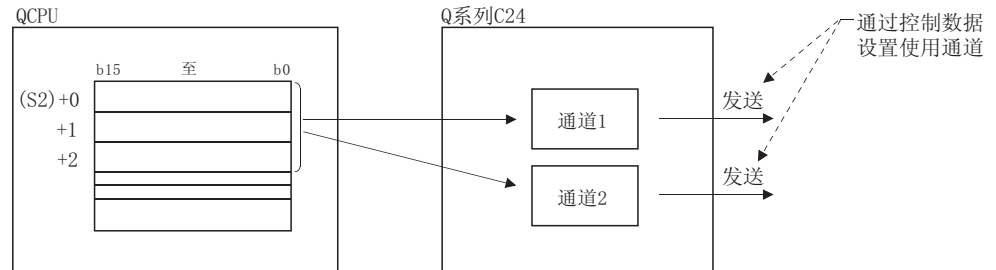 QCPU
Q系列C24
通过控制数据
设置使用通道
b15 至 b0
(S2)+0
+1
+2
通道1
发送
通道2
发送